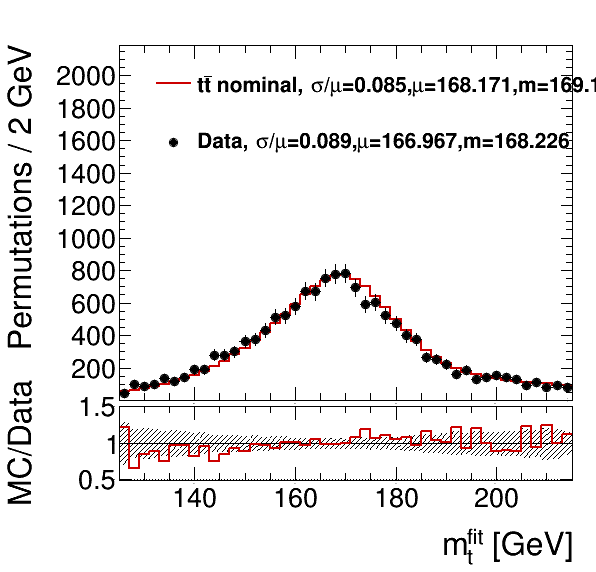 2000
1800
1600
1400
1200
1000
800
600
400
200
Permutations / 2 GeV
tt̄ nominal, σ/μ=0.085,μ=168.171,m=169.1
Data, σ/μ=0.089,μ=166.967,m=168.226
MC/Data
1.5
1
0.5
140 160 180 200
m_t^fit [GeV]